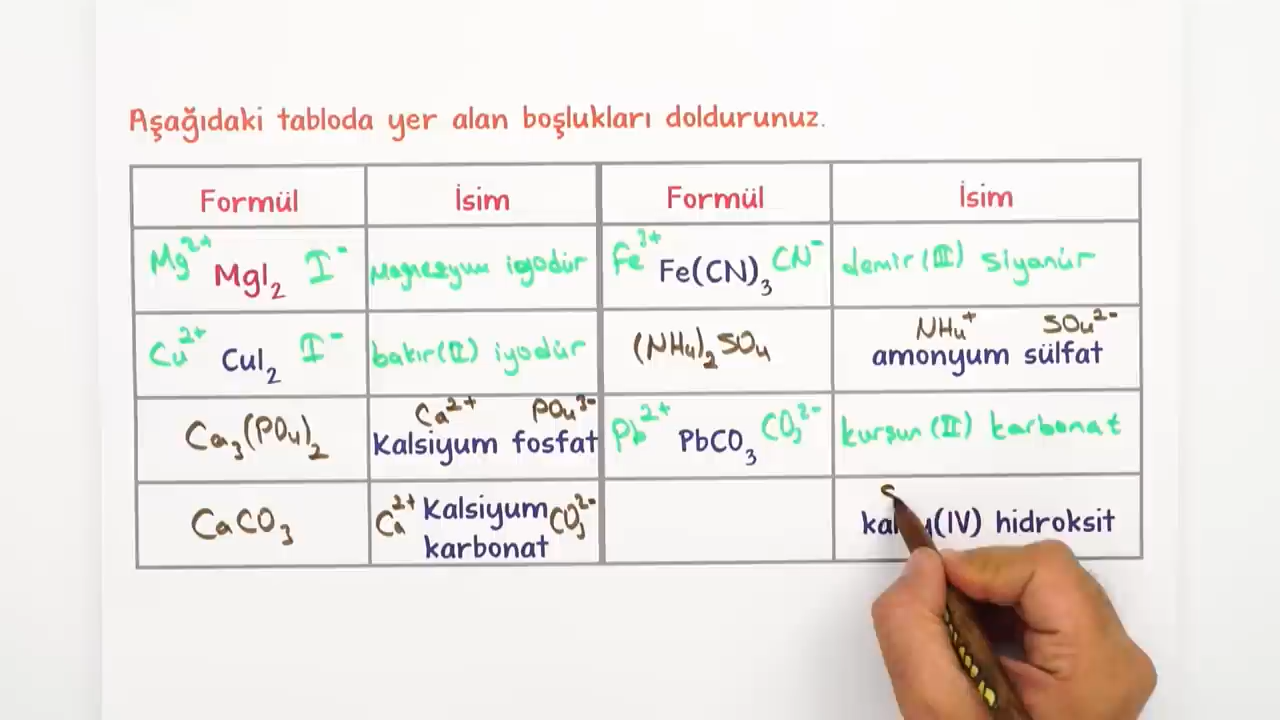 Aşağıdaki tabloda yer alan boşlukları doldurunuz.
Formül İsim Formül İsim
Mg²⁺ MgI₂ I⁻ Magnezyum iyodür Fe³⁺ Fe(CN)₃ CN⁻ demir(III) siyanür
NH₄⁺ SO₄²⁻
Cu²⁺ CuI₂ I⁻ bakır(II) iyodür (NH₄)₂SO₄ amonyum sülfat
Ca²⁺ PO₄³⁻
Ca₃(PO₄)₂ Kalsiyum fosfat Pb²⁺ PbCO₃ CO₃²⁻ kurşun(II) karbonat
CaCO₃ Ca²⁺ Kalsiyum CO₃²⁻
karbonat
S
(IV) hidroksit